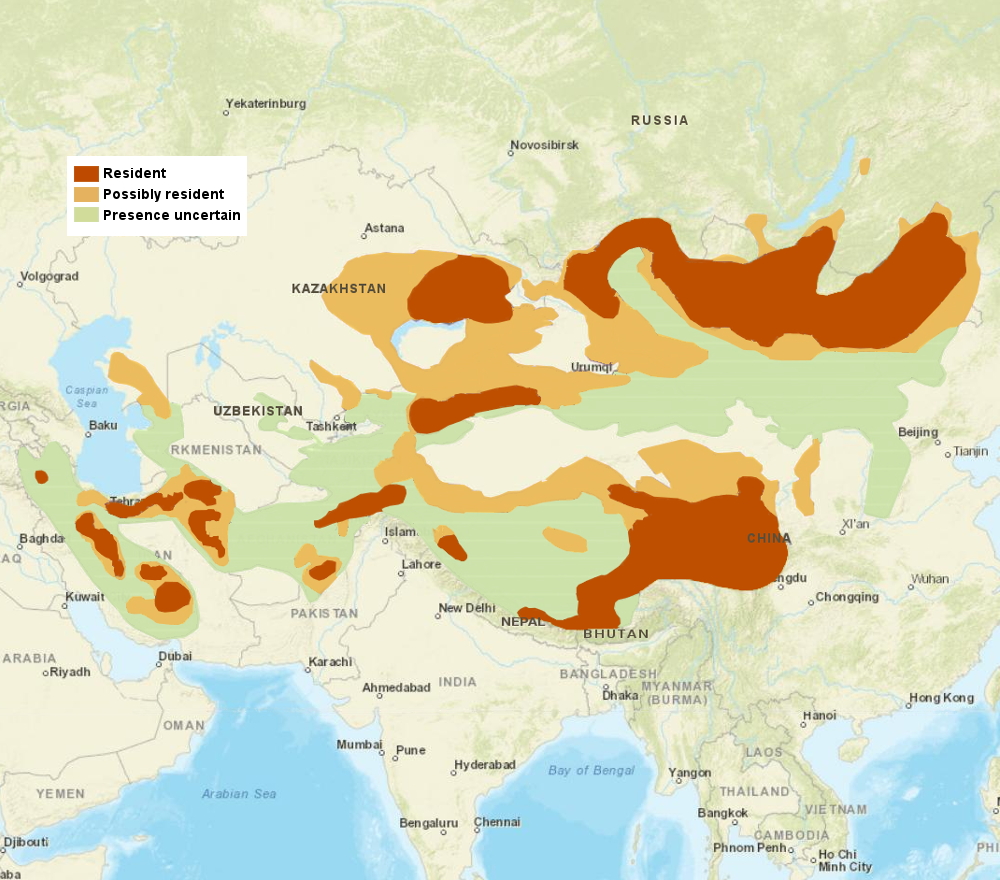 Yekaterinburg
RUSSIA
Novosibirsk
Resident
Possibly resident
Presence uncertain
Astana
Volgograd
KAZAKHSTAN
Urumqi
Caspian
Sea
RGIA
UZBEKISTAN
Baku
Tashkent
Beijing
RKMENISTAN
Tianjin
Tehra
Xi'an
Islam
Baghda
CHINA
AQ
AN
Lahore
ngdu
Wuhan
Kuwait
Chongqing
New Delhi
PAKISTAN
NEPAL
BHUTAN
ARABIA
Dubai
Karachi
Riyadh
BANGLADESH
INDIA
Ahmedabad
MYANMAR
(BURMA)
Dhaka
Hong Kong
OMAN
Hanoi
Mumbai
Pune
LAOS
Hyderabad
Bay of Bengal
Yangon
YEMEN
Arabian Sea
THAILAND
Bangkok
VIETNAM
Bengaluru
Chennai
CAMBODIA
Djibouti
Phnom Penh
PHI
Ho Chi
Minh City
aba